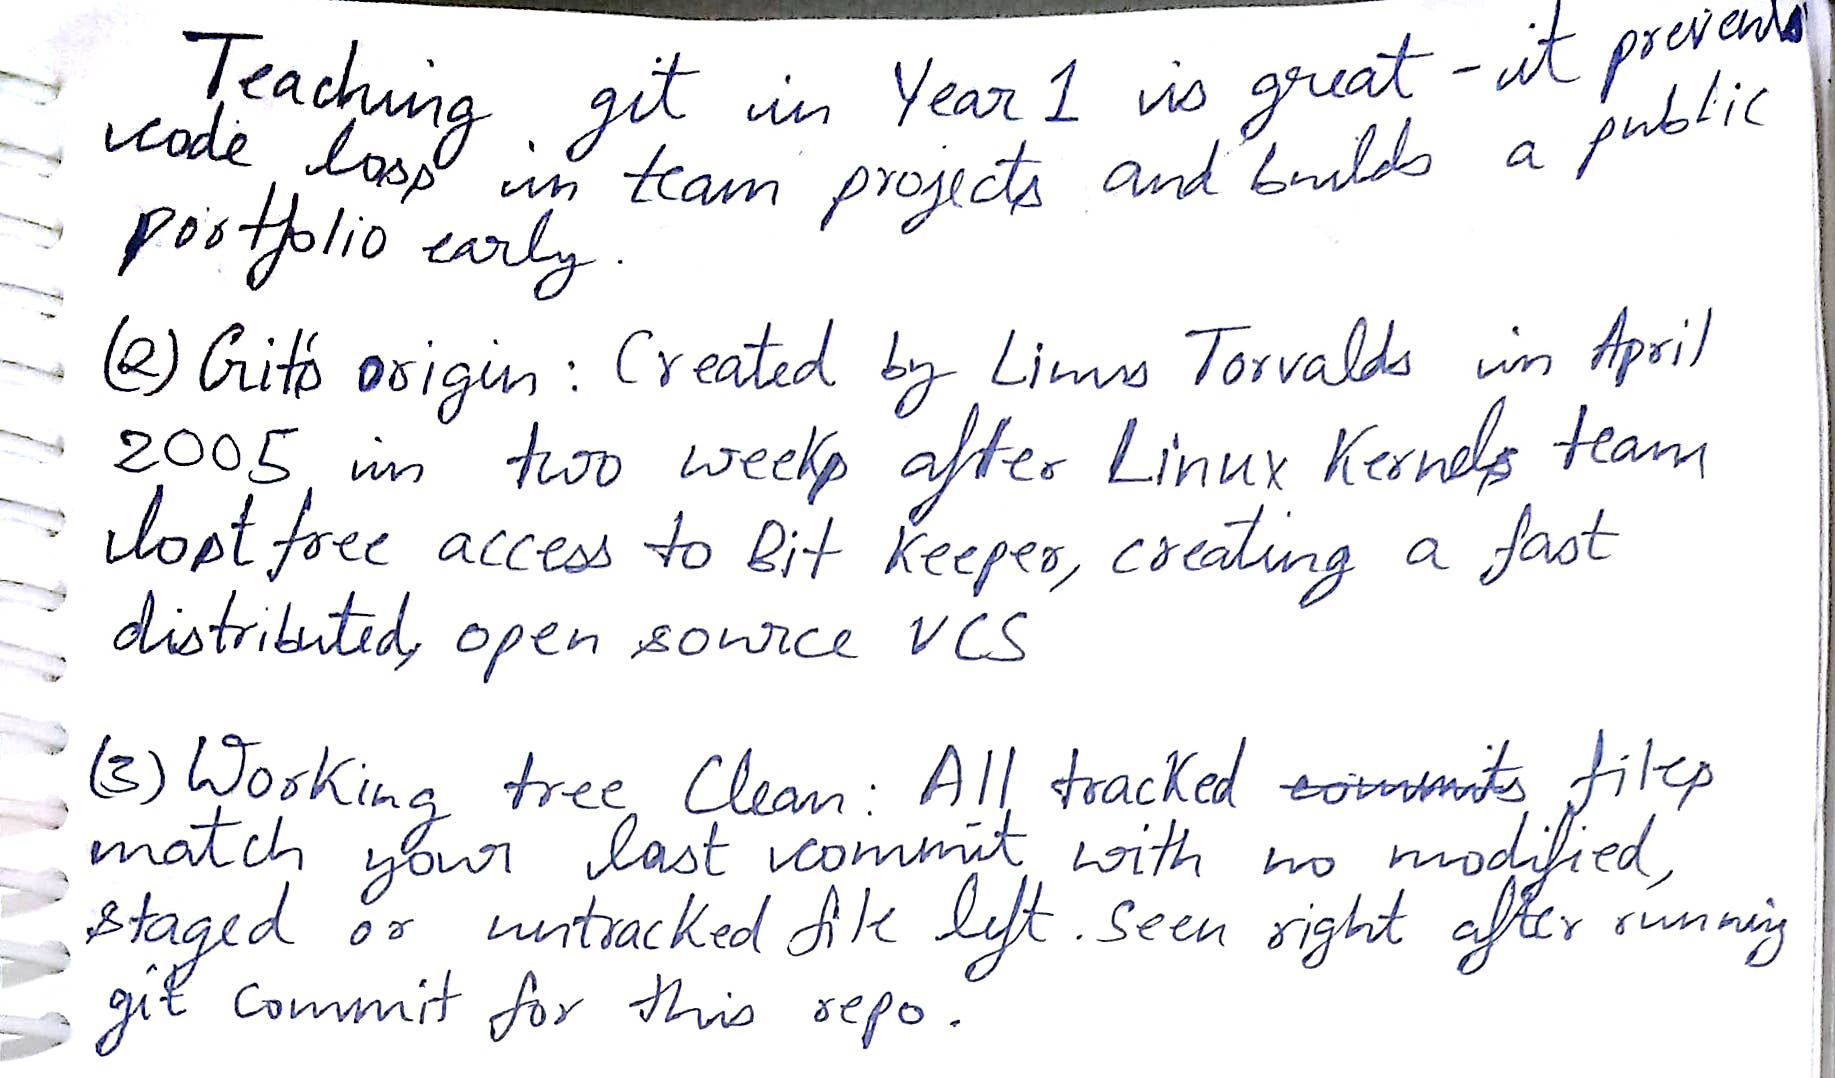 Teaching git in Year 1 is great - it prevents
code loss in team projects and builds a public
portfolio early.
(2) Git's origin: Created by Linus Torvalds in April
2005 in two weeks after Linux Kernels team
lost free access to Bit Keeper, creating a fast
distributed, open source VCS
(3) Working tree Clean: All tracked commits files
match your last commit with no modified,
staged or untracked file left. Seen right after running
git commit for this repo.